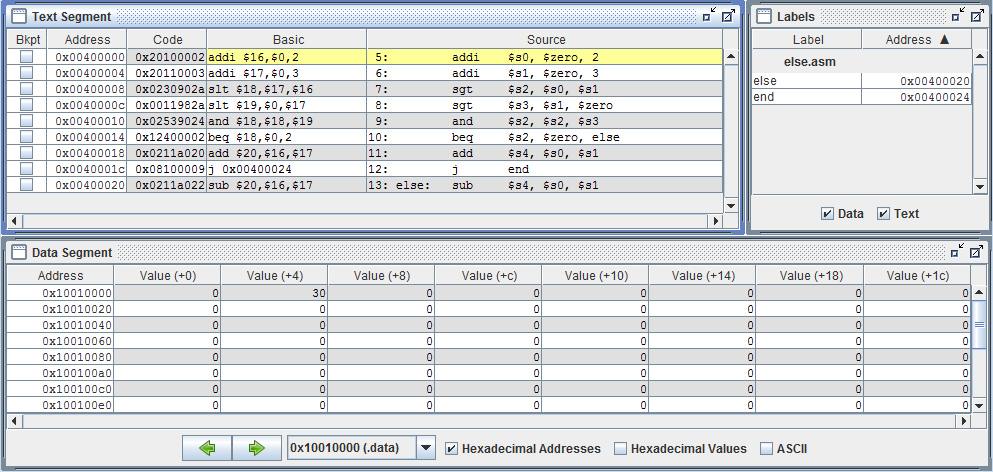 Text Segment
Bkpt Address Code Basic Source
0x00400000 0x20100002 addi $16,$0,2 5: addi $s0, $zero, 2
0x00400004 0x20110003 addi $17,$0,3 6: addi $s1, $zero, 3
0x00400008 0x0230902a slt $18,$17,$16 7: sgt $s2, $s0, $s1
0x0040000c 0x0011982a slt $19,$0,$17 8: sgt $s3, $s1, $zero
0x00400010 0x02539024 and $18,$18,$19 9: and $s2, $s2, $s3
0x00400014 0x12400002 beq $18,$0,2 10: beq $s2, $zero, else
0x00400018 0x0211a020 add $20,$16,$17 11: add $s4, $s0, $s1
0x0040001c 0x08100009 j 0x00400024 12: j end
0x00400020 0x0211a022 sub $20,$16,$17 13: else: sub $s4, $s0, $s1
Labels
Label Address ▲
else.asm
else 0x00400020
end 0x00400024
Data Text
Data Segment
Address Value (+0) Value (+4) Value (+8) Value (+c) Value (+10) Value (+14) Value (+18) Value (+1c)
0x10010000 0 30 0 0 0 0 0 0
0x10010020 0 0 0 0 0 0 0 0
0x10010040 0 0 0 0 0 0 0 0
0x10010060 0 0 0 0 0 0 0 0
0x10010080 0 0 0 0 0 0 0 0
0x100100a0 0 0 0 0 0 0 0 0
0x100100c0 0 0 0 0 0 0 0 0
0x100100e0 0 0 0 0 0 0 0 0
0x10010000 (.data) Hexadecimal Addresses Hexadecimal Values ASCII